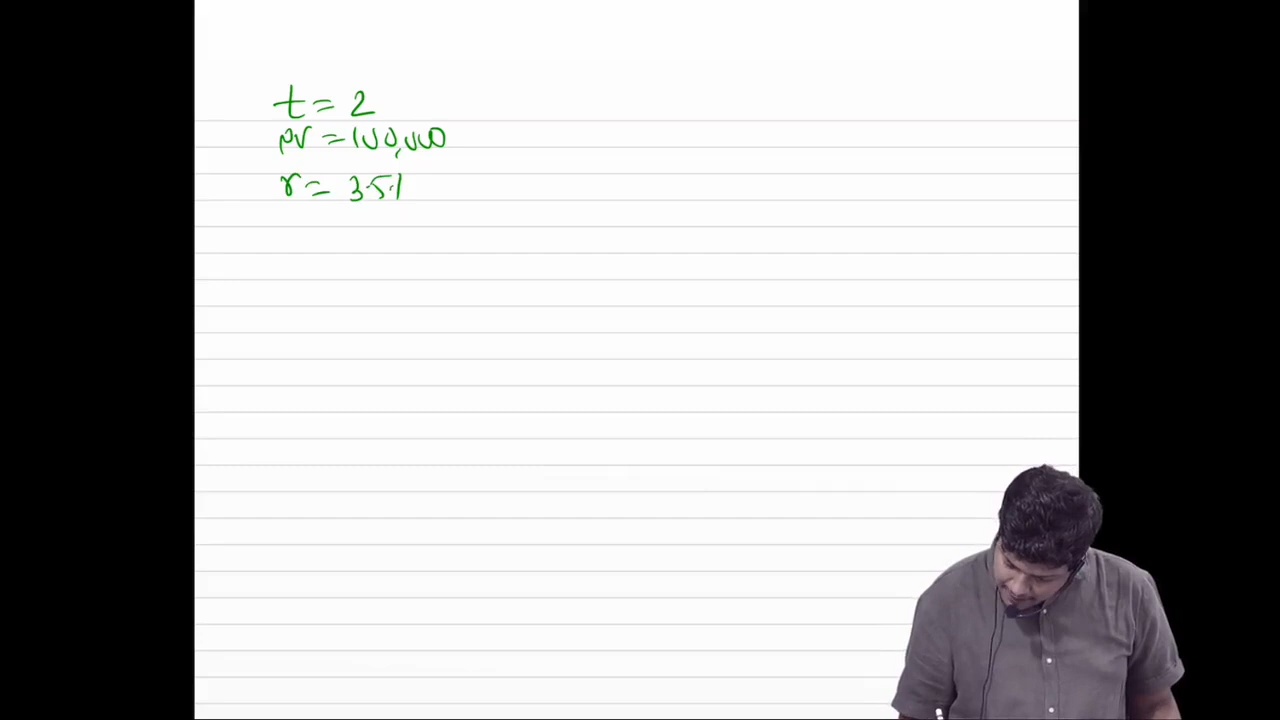 t = 2
PV = 100,000
r = 3.5%